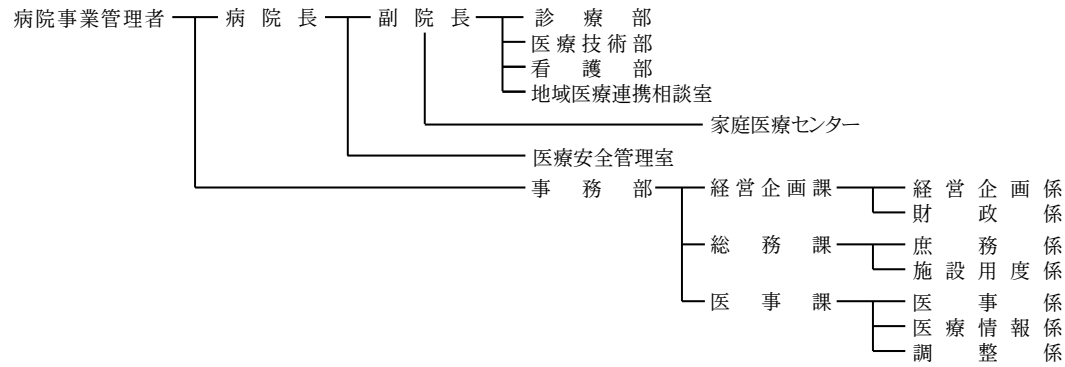 病院事業管理者 病院長 副院長 診療部
医療技術部
看護部
地域医療連携相談室
家庭医療センター
医療安全管理室
事務部 経営企画課 経営企画係
財政係
総務課 庶務係
施設用度係
医事課 医事係
医療情報係
調整係